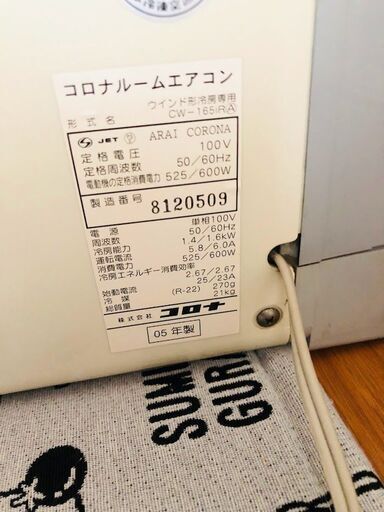 コロナルームエアコン
ウインド形冷房専用
形式名 CW-165iRⒶ
JET ARAI CORONA
定格電圧 100V
定格周波数 50/60Hz
電動機の定格消費電力 525/600W
製造番号 8120509
電源 単相100V
周波数 50/60Hz
冷房能力 1.4/1.6kW
運転電流 5.8/6.0A
消費電力 525/600W
冷房エネルギー消費効率 2.67/2.67
始動電流 25/23A
冷媒 (R-22) 270g
総質量 21kg
株式会社 コロナ
05年製
GUR